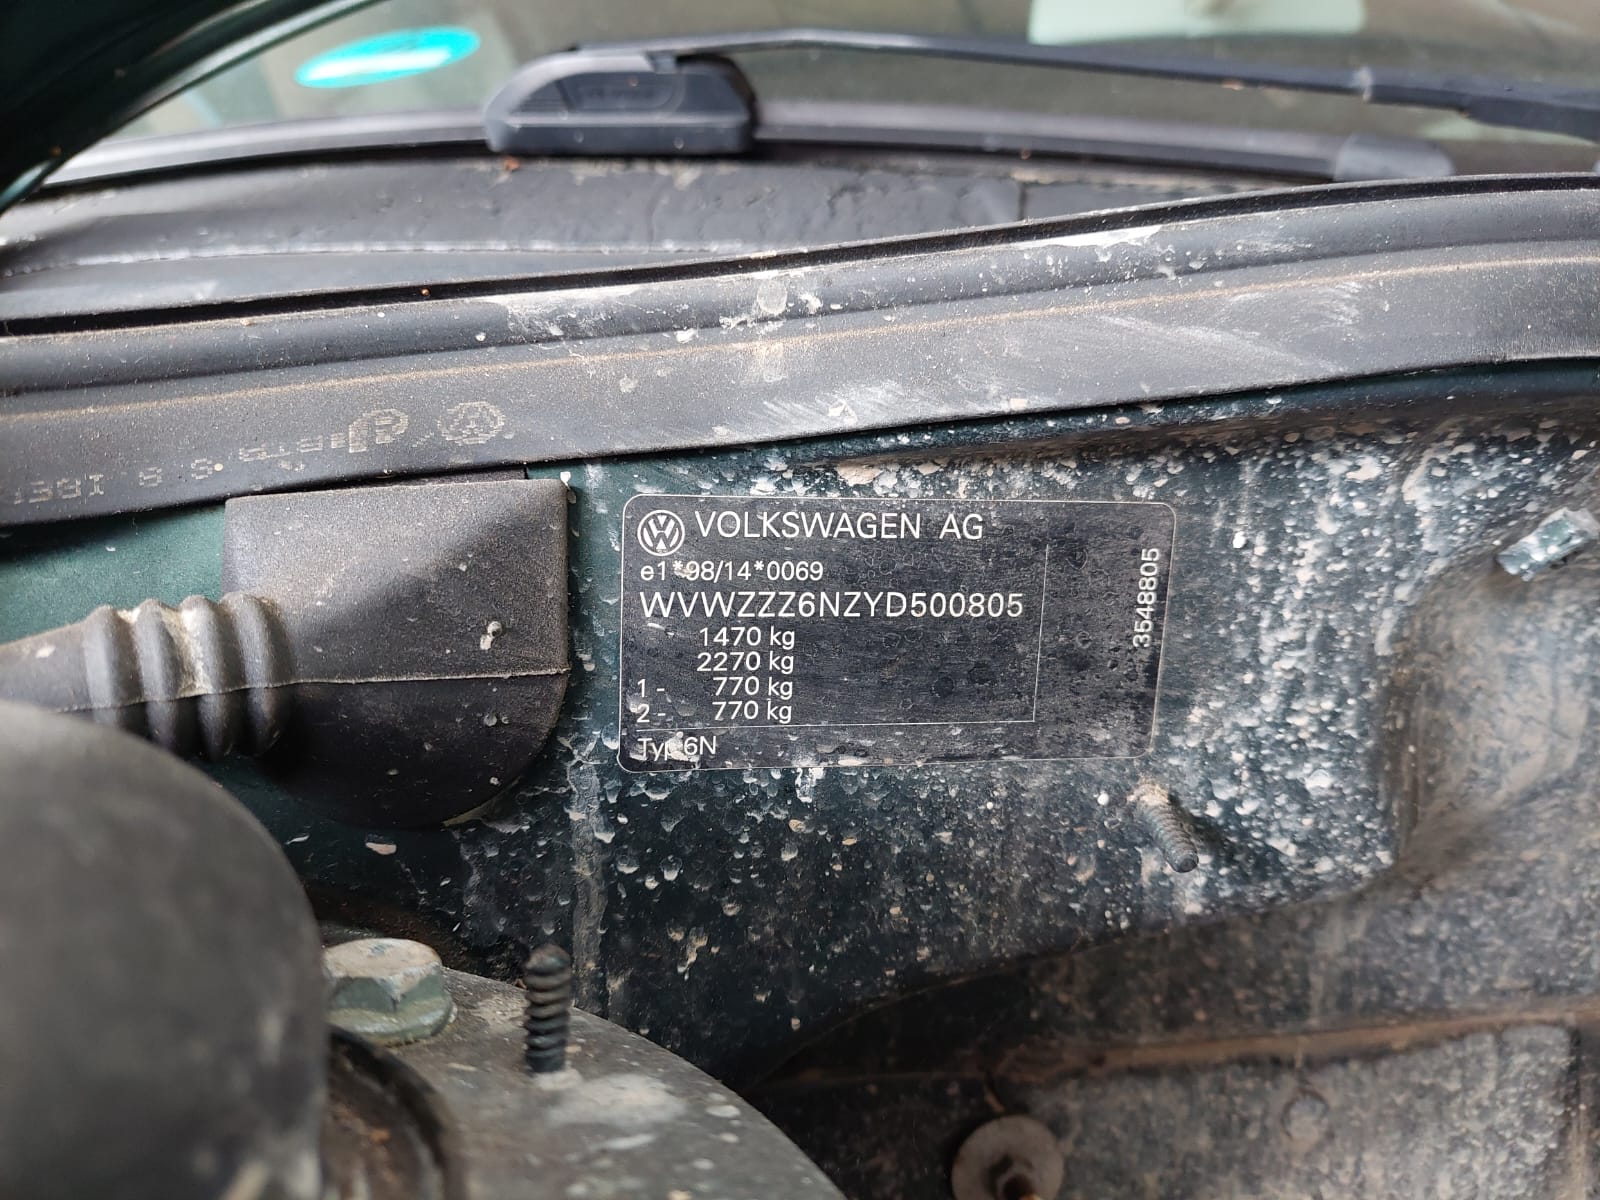 VOLKSWAGEN AG
e1*98/14*0069
WVWZZZ6NZYD500805
1470 kg
2270 kg
1- 770 kg
2- 770 kg
Typ 6N
3548805